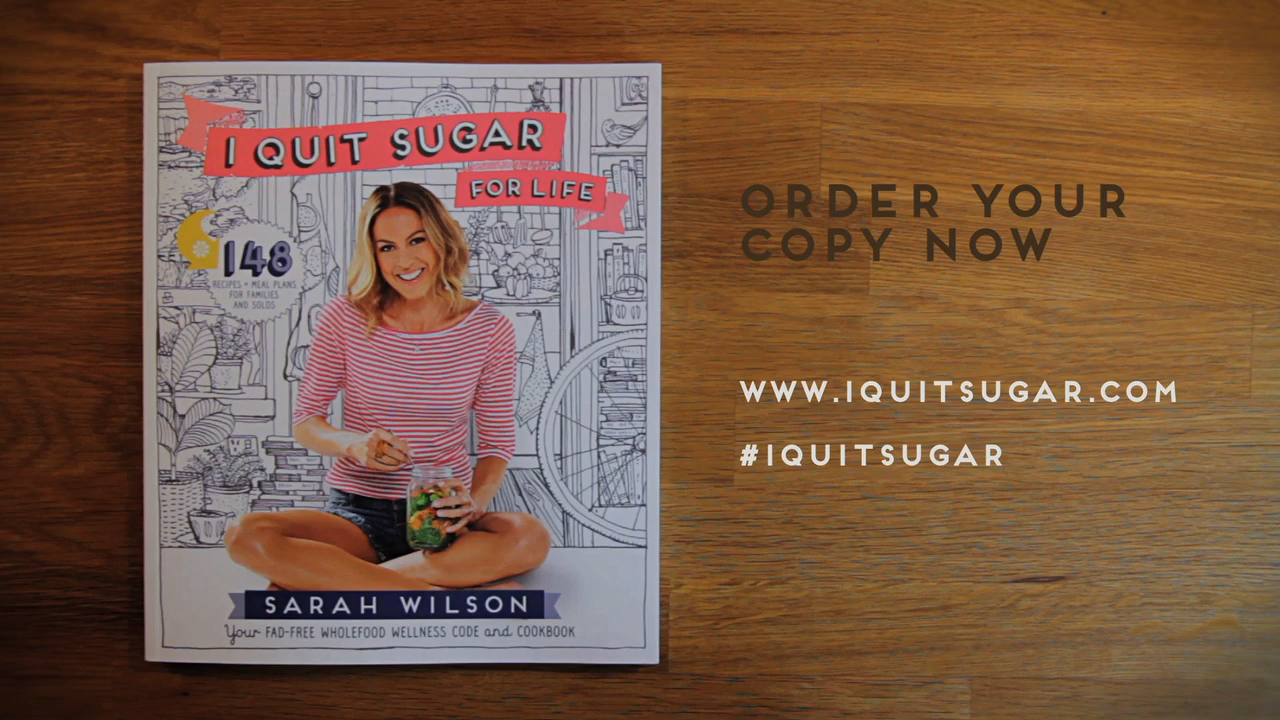 I QUIT SUGAR
FOR LIFE
148
RECIPES + MEAL PLANS
FOR FAMILIES
AND SOLOS
SARAH WILSON
Your FAD-FREE WHOLEFOOD WELLNESS CODE and COOKBOOK
ORDER YOUR
COPY NOW
WWW.IQUITSUGAR.COM
#IQUITSUGAR